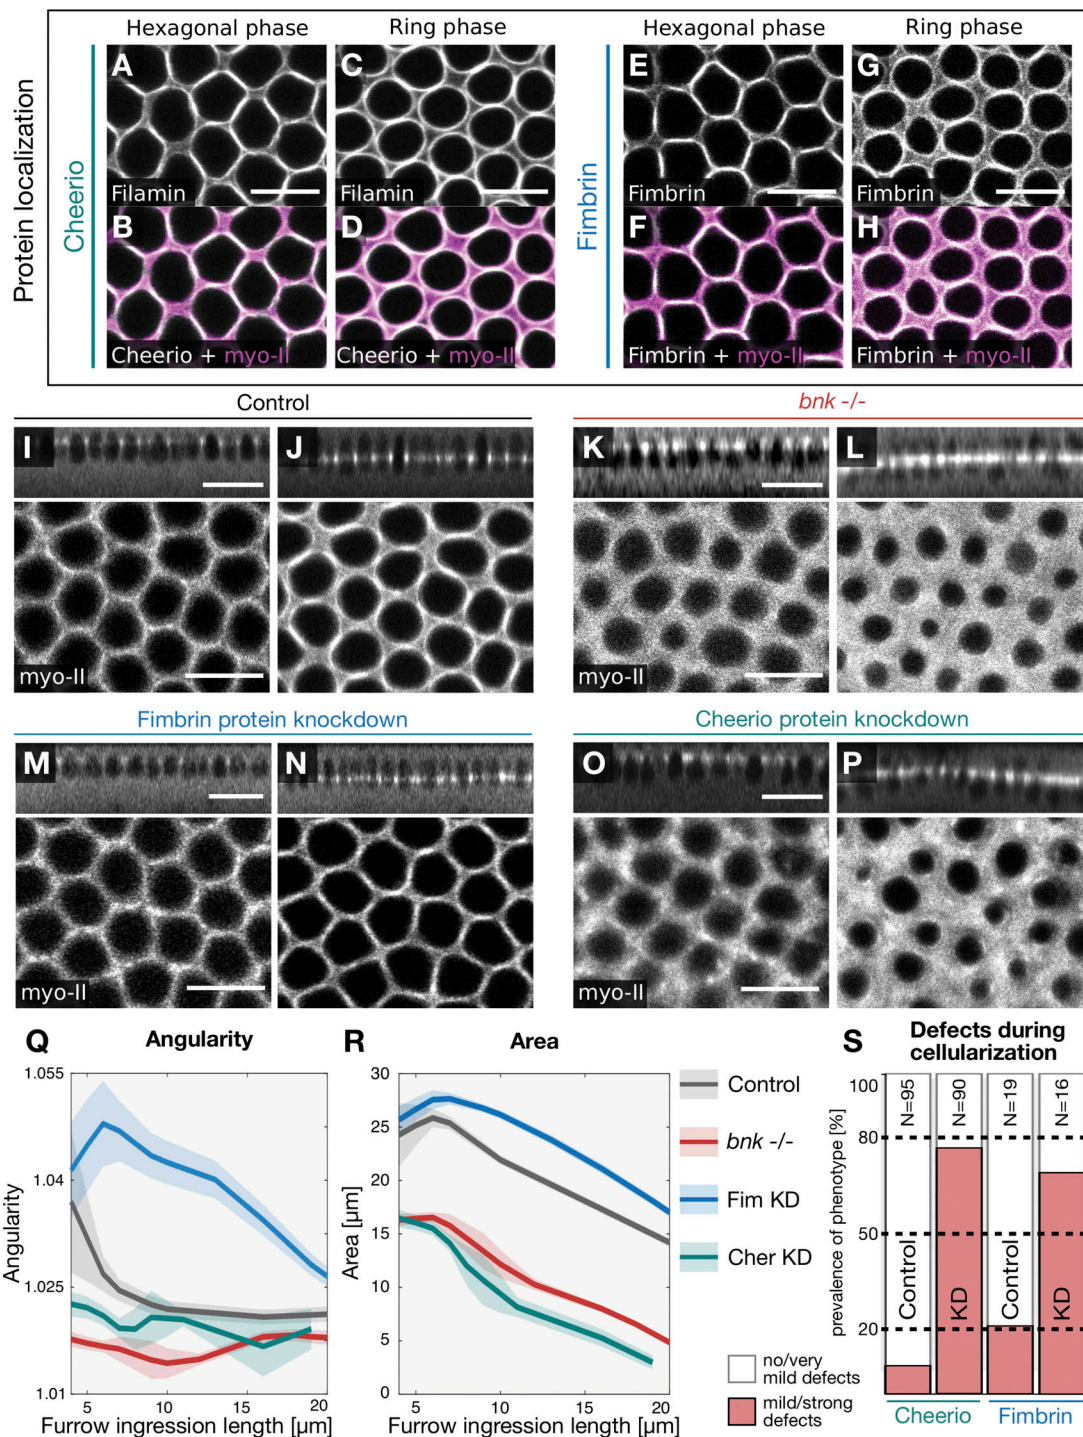 Hexagonal phase
Ring phase
Hexagonal phase
Ring phase
Protein localization
Cheerio
A
Filamin
C
Filamin
B
Cheerio + myo-II
D
Cheerio + myo-II
Fimbrin
E
Fimbrin
G
Fimbrin
F
Fimbrin + myo-II
H
Fimbrin + myo-II
Control
bnk -/-
I
J
K
L
myo-II
Fimbrin protein knockdown
Cheerio protein knockdown
M
N
O
P
myo-II
myo-II
Q
Angularity
1.055
1.04
1.025
1.01
Angularity
5
10
15
20
Furrow ingression length [µm]
R
Area
30
25
20
15
10
5
0
Area [µm]
5
10
15
20
Furrow ingression length [µm]
Control
bnk -/-
Fim KD
Cher KD
S
Defects during
cellularization
prevalence of phenotype [%]
100
80
50
20
N=95
N=90
N=19
N=16
Control
KD
Control
KD
Cheerio
Fimbrin
no/very
mild defects
mild/strong
defects